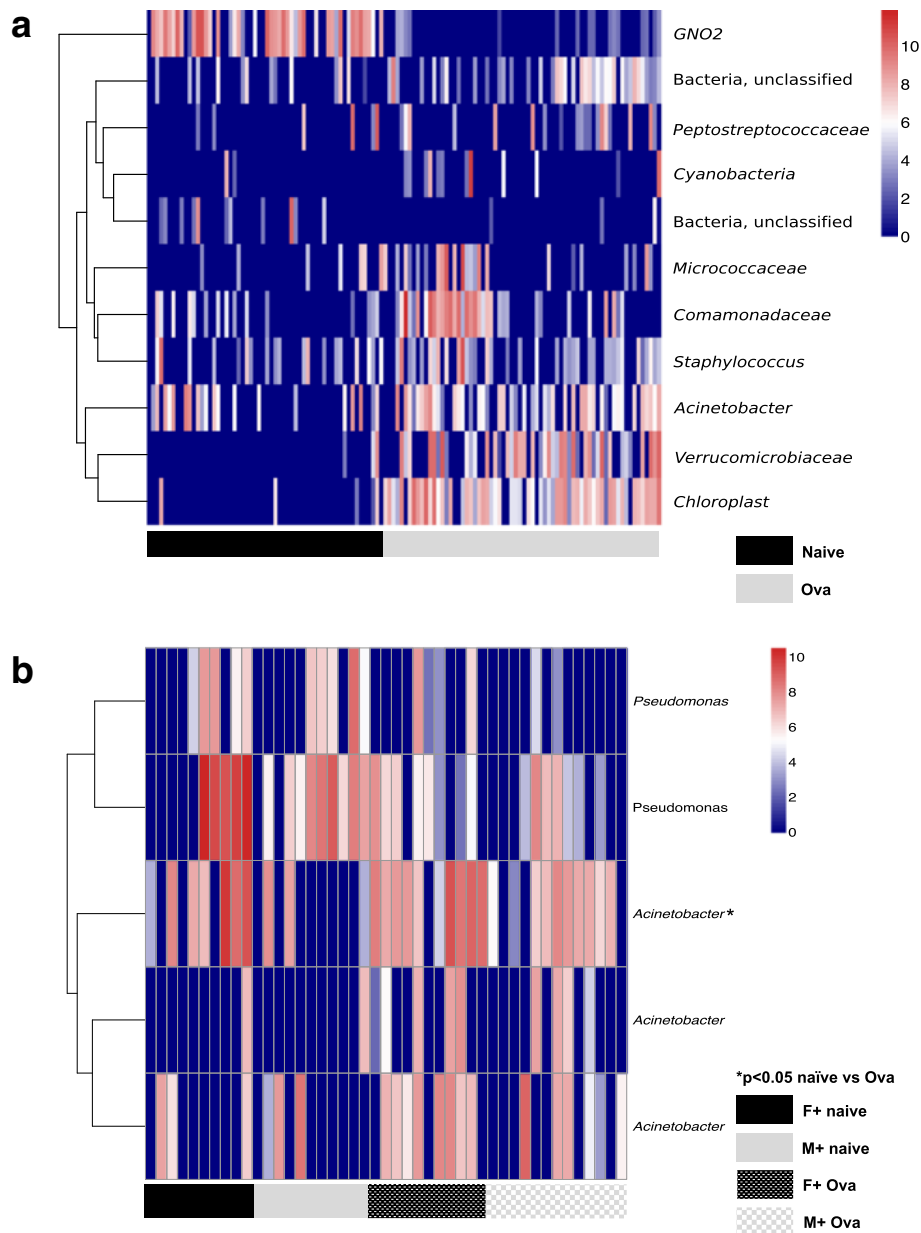 a
GNO2
Bacteria, unclassified
Peptostreptococcaceae
Cyanobacteria
Bacteria, unclassified
Micrococcaceae
Comamonadaceae
Staphylococcus
Acinetobacter
Verrucomicrobiaceae
Chloroplast
10
8
6
4
2
0
Naive
Ova
b
Pseudomonas
Pseudomonas
Acinetobacter*
Acinetobacter
Acinetobacter
10
8
6
4
2
0
*p<0.05 naïve vs Ova
F+ naive
M+ naive
F+ Ova
M+ Ova